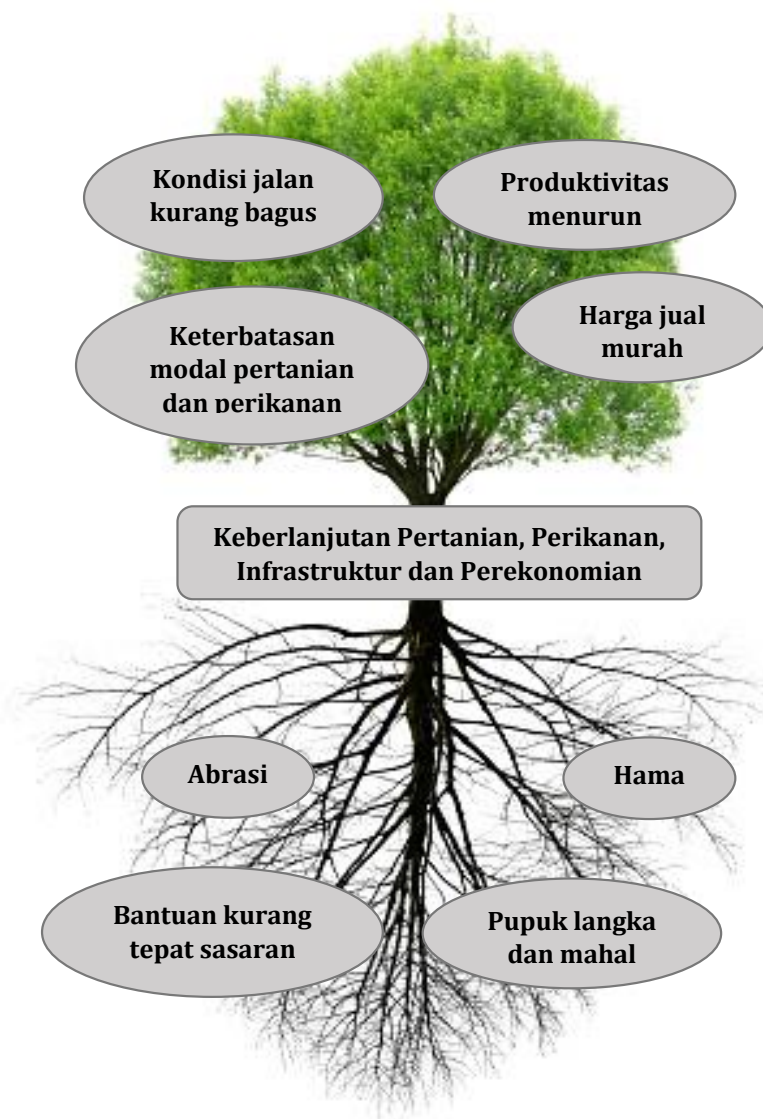 Kondisi jalan
kurang bagus
Produktivitas
menurun
Keterbatasan
modal pertanian
dan perikanan
Harga jual
murah
Keberlanjutan Pertanian, Perikanan,
Infrastruktur dan Perekonomian
Abrasi
Hama
Bantuan kurang
tepat sasaran
Pupuk langka
dan mahal